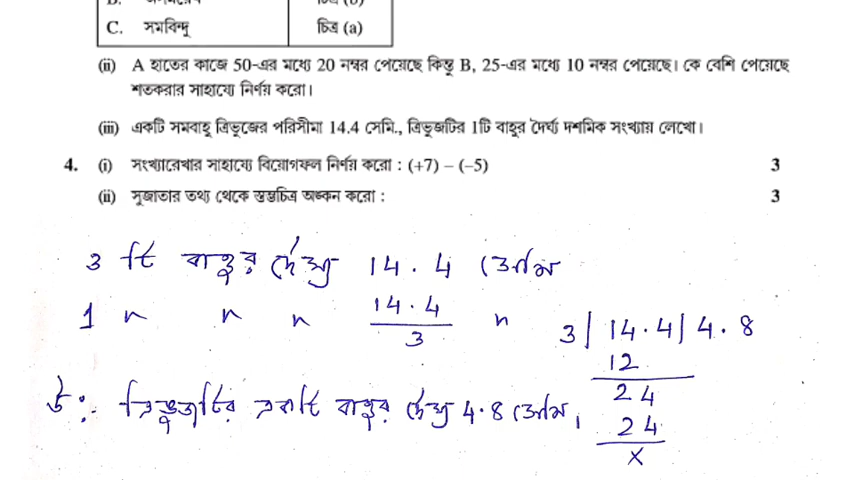 B. অসমরেখ চিত্র (b)
C. সমবিন্দু চিত্র (a)
(ii) A হাতের কাজে 50-এর মধ্যে 20 নম্বর পেয়েছে কিন্তু B, 25-এর মধ্যে 10 নম্বর পেয়েছে। কে বেশি পেয়েছে
শতকরার সাহায্যে নির্ণয় করো।
(iii) একটি সমবাহু ত্রিভুজের পরিসীমা 14.4 সেমি., ত্রিভুজটির 1টি বাহুর দৈর্ঘ্য দশমিক সংখ্যায় লেখো।
4. (i) সংখ্যারেখার সাহায্যে বিয়োগফল নির্ণয় করো : (+7) – (–5) 3
(ii) সুজাতার তথ্য থেকে স্তম্ভচিত্র অঙ্কন করো : 3
3 টি বাহুর দৈর্ঘ্য 14.4 সেমি
1 " " " 14.4/3 "
3 | 14.4 | 4.8
12
24
24
×
উঃ ত্রিভুজটির একটি বাহুর দৈর্ঘ্য 4.8 সেমি।